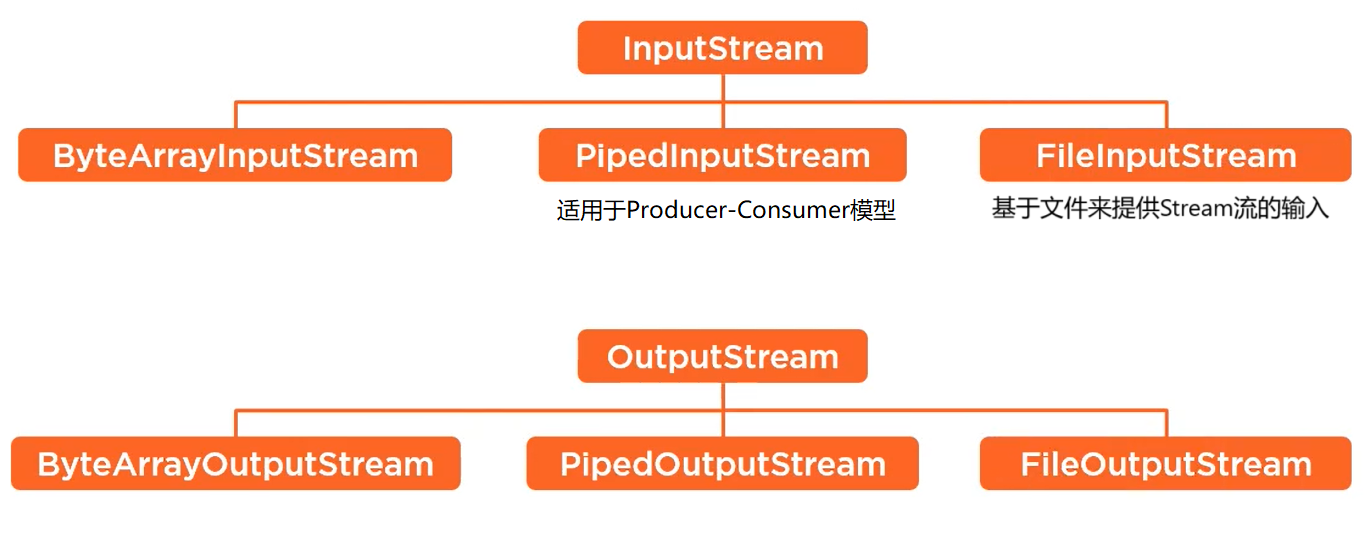 InputStream
ByteArrayInputStream
PipedInputStream
FileInputStream
适用于Producer-Consumer模型
基于文件来提供Stream流的输入
OutputStream
ByteArrayOutputStream
PipedOutputStream
FileOutputStream